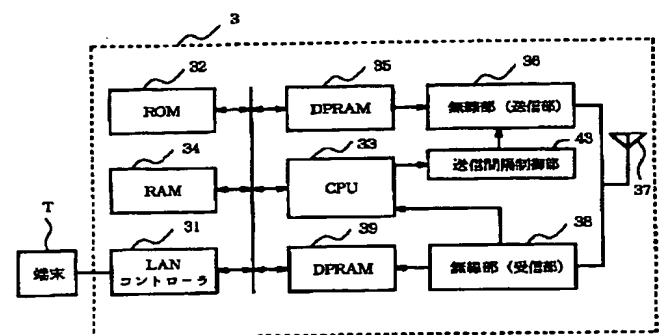 3
32
ROM
35
DPRAM
36
無線部（送信部）
34
RAM
33
CPU
43
送信間隔制御部
37
T
端末
31
LAN
コントローラ
39
DPRAM
38
無線部（受信部）